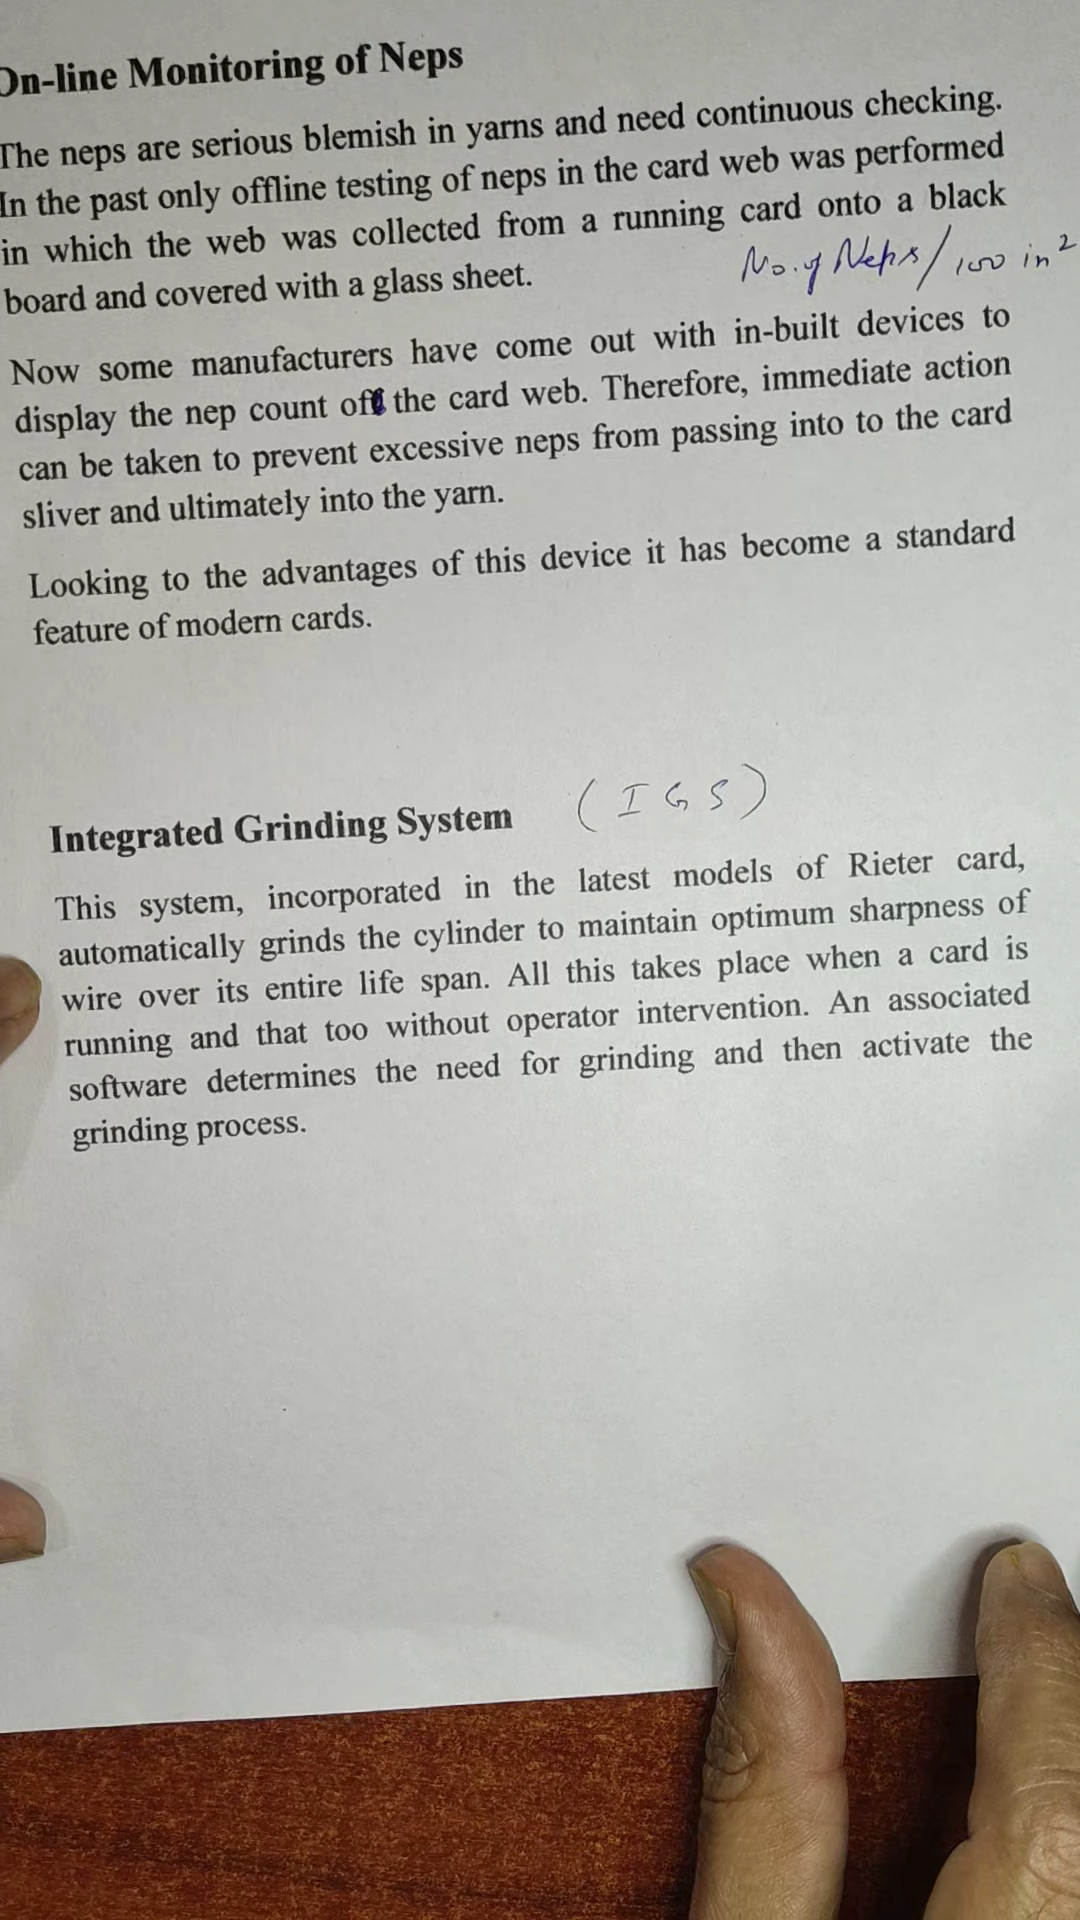 On-line Monitoring of Neps
The neps are serious blemish in yarns and need continuous checking.
In the past only offline testing of neps in the card web was performed
in which the web was collected from a running card onto a black
board and covered with a glass sheet.
No. of Neps/100 in²
Now some manufacturers have come out with in-built devices to
display the nep count of the card web. Therefore, immediate action
can be taken to prevent excessive neps from passing into to the card
sliver and ultimately into the yarn.
Looking to the advantages of this device it has become a standard
feature of modern cards.
Integrated Grinding System (IGS)
This system, incorporated in the latest models of Rieter card,
automatically grinds the cylinder to maintain optimum sharpness of
wire over its entire life span. All this takes place when a card is
running and that too without operator intervention. An associated
software determines the need for grinding and then activate the
grinding process.